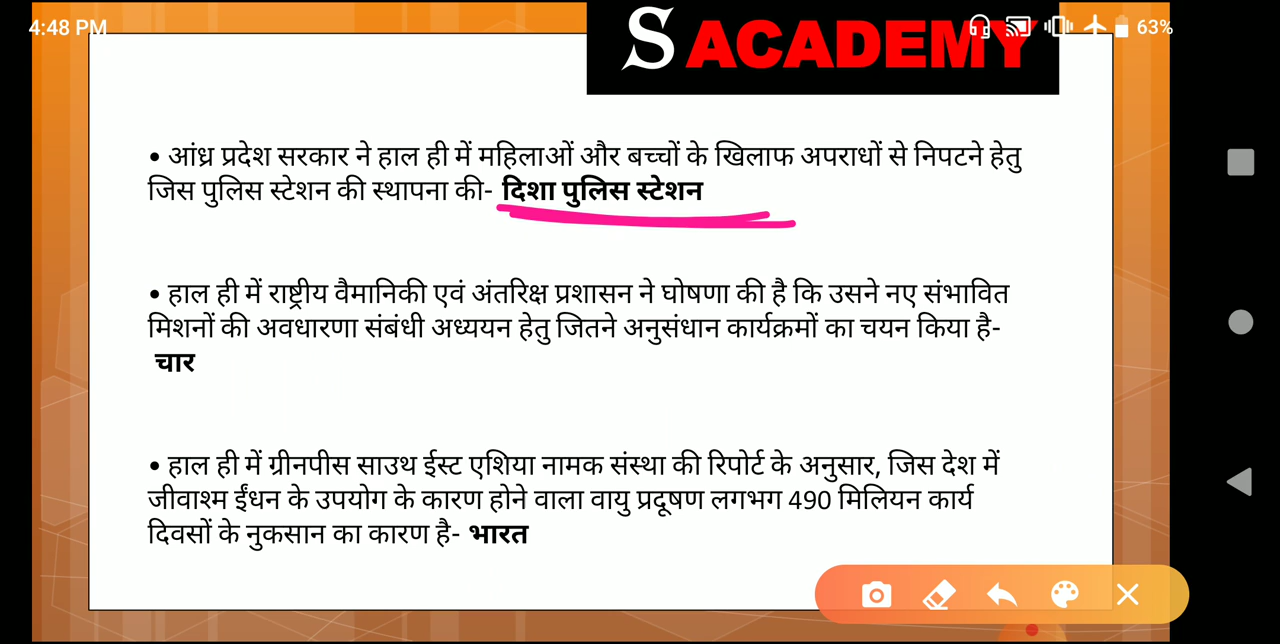 4:48 PM
S ACADEMY
63%
• आंध्र प्रदेश सरकार ने हाल ही में महिलाओं और बच्चों के खिलाफ अपराधों से निपटने हेतु
जिस पुलिस स्टेशन की स्थापना की- दिशा पुलिस स्टेशन
• हाल ही में राष्ट्रीय वैमानिकी एवं अंतरिक्ष प्रशासन ने घोषणा की है कि उसने नए संभावित
मिशनों की अवधारणा संबंधी अध्ययन हेतु जितने अनुसंधान कार्यक्रमों का चयन किया है-
चार
• हाल ही में ग्रीनपीस साउथ ईस्ट एशिया नामक संस्था की रिपोर्ट के अनुसार, जिस देश में
जीवाश्म ईंधन के उपयोग के कारण होने वाला वायु प्रदूषण लगभग 490 मिलियन कार्य
दिवसों के नुकसान का कारण है- भारत